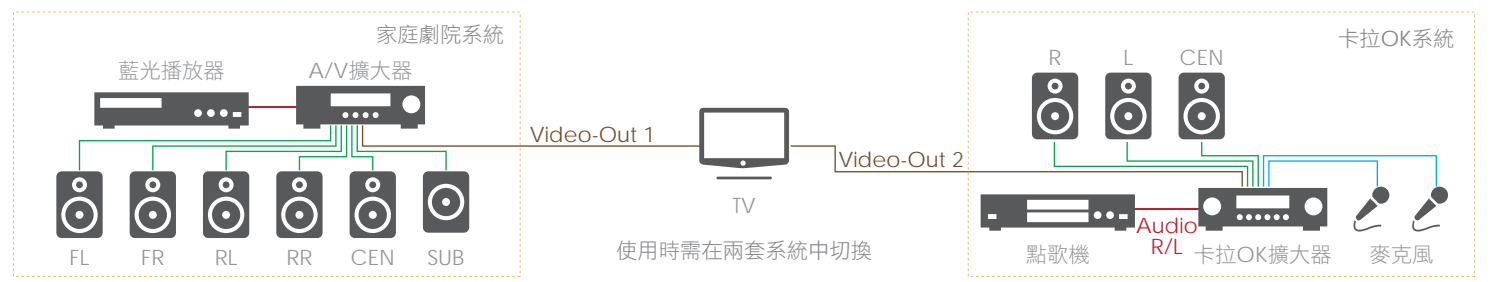 家庭劇院系統
藍光播放器
A/V擴大器
FL
FR
RL
RR
CEN
SUB
Video-Out 1
TV
使用時需在兩套系統中切換
Video-Out 2
卡拉OK系統
R
L
CEN
點歌機
Audio
R/L
卡拉OK擴大器
麥克風